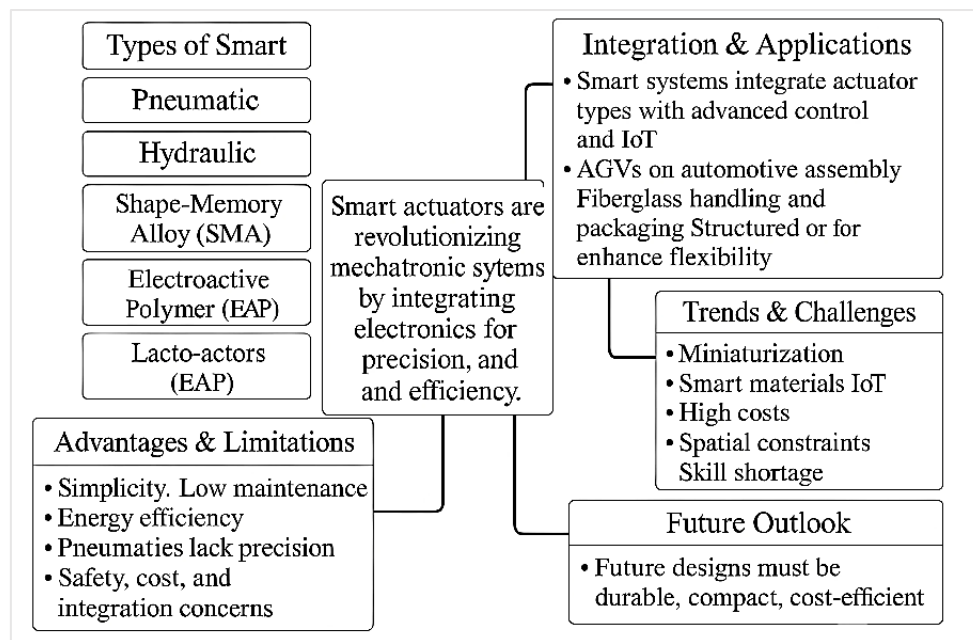 Types of Smart
Pneumatic
Hydraulic
Shape-Memory
Alloy (SMA)
Electroactive
Polymer (EAP)
Lacto-actors
(EAP)
Advantages & Limitations
• Simplicity. Low maintenance
• Energy efficiency
• Pneumaties lack precision
• Safety, cost, and
integration concerns
Smart actuators are
revolutionizing
mechatronic sytems
by integrating
electronics for
precision, and
and efficiency.
Integration & Applications
• Smart systems integrate actuator
types with advanced control
and IoT
• AGVs on automotive assembly
Fiberglass handling and
packaging Structured or for
enhance flexibility
Trends & Challenges
• Miniaturization
• Smart materials IoT
• High costs
• Spatial constraints
Skill shortage
Future Outlook
• Future designs must be
durable, compact, cost-efficient